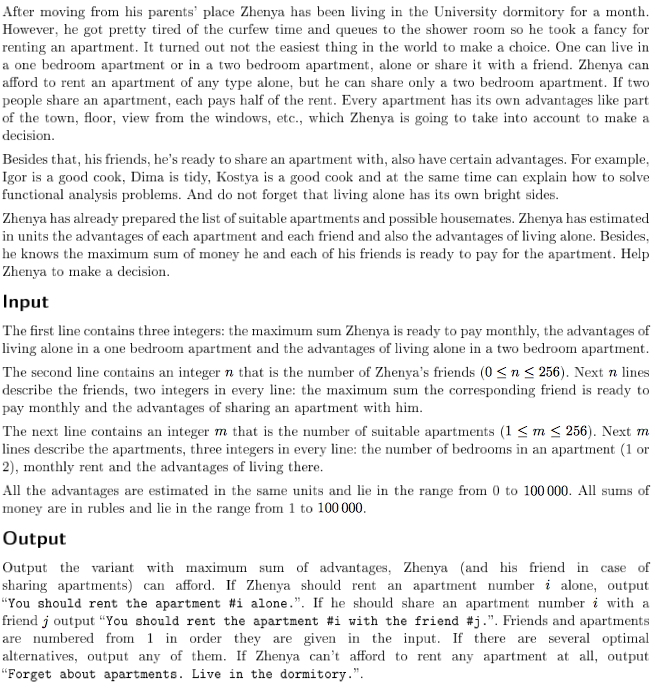 After moving from his parents' place Zhenya has been living in the University dormitory for a month.
However, he got pretty tired of the curfew time and queues to the shower room so he took a fancy for
renting an apartment. It turned out not the easiest thing in the world to make a choice. One can live in
a one bedroom apartment or in a two bedroom apartment, alone or share it with a friend. Zhenya can
afford to rent an apartment of any type alone, but he can share only a two bedroom apartment. If two
people share an apartment, each pays half of the rent. Every apartment has its own advantages like part
of the town, floor, view from the windows, etc., which Zhenya is going to take into account to make a
decision.
Besides that, his friends, he's ready to share an apartment with, also have certain advantages. For example,
Igor is a good cook, Dima is tidy, Kostya is a good cook and at the same time can explain how to solve
functional analysis problems. And do not forget that living alone has its own bright sides.
Zhenya has already prepared the list of suitable apartments and possible housemates. Zhenya has estimated
in units the advantages of each apartment and each friend and also the advantages of living alone. Besides,
he knows the maximum sum of money he and each of his friends is ready to pay for the apartment. Help
Zhenya to make a decision.
Input
The first line contains three integers: the maximum sum Zhenya is ready to pay monthly, the advantages of
living alone in a one bedroom apartment and the advantages of living alone in a two bedroom apartment.
The second line contains an integer n that is the number of Zhenya's friends (0 ≤ n ≤ 256). Next n lines
describe the friends, two integers in every line: the maximum sum the corresponding friend is ready to
pay monthly and the advantages of sharing an apartment with him.
The next line contains an integer m that is the number of suitable apartments (1 ≤ m ≤ 256). Next m
lines describe the apartments, three integers in every line: the number of bedrooms in an apartment (1 or
2), monthly rent and the advantages of living there.
All the advantages are estimated in the same units and lie in the range from 0 to 100 000. All sums of
money are in rubles and lie in the range from 1 to 100 000.
Output
Output the variant with maximum sum of advantages, Zhenya (and his friend in case of
sharing apartments) can afford. If Zhenya should rent an apartment number i alone, output
"You should rent the apartment #i alone.". If he should share an apartment number i with a
friend j output "You should rent the apartment #i with the friend #j.". Friends and apartments
are numbered from 1 in order they are given in the input. If there are several optimal
alternatives, output any of them. If Zhenya can't afford to rent any apartment at all, output
"Forget about apartments. Live in the dormitory.".